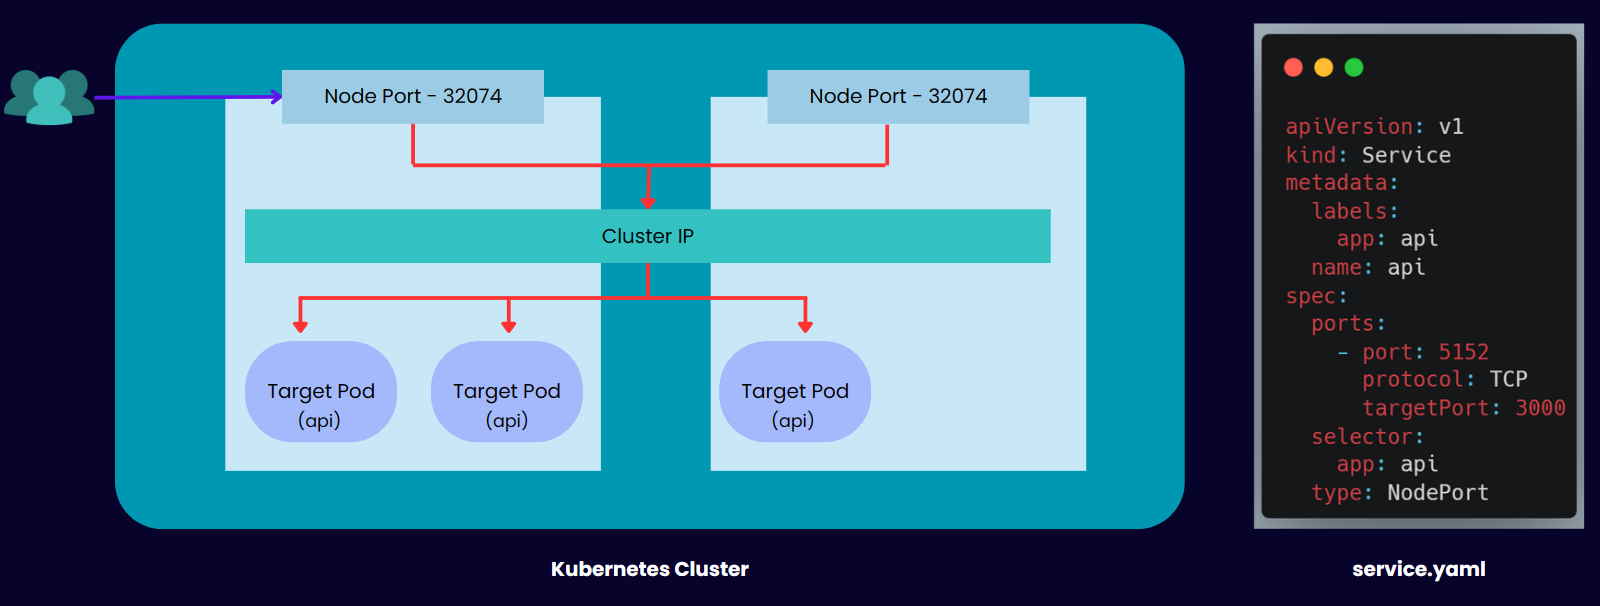 Node Port - 32074
Node Port - 32074
Cluster IP
Target Pod
(api)
Target Pod
(api)
Target Pod
(api)
Kubernetes Cluster
apiVersion: v1
kind: Service
metadata:
  labels:
    app: api
  name: api
spec:
  ports:
    - port: 5152
      protocol: TCP
      targetPort: 3000
  selector:
    app: api
  type: NodePort
service.yaml